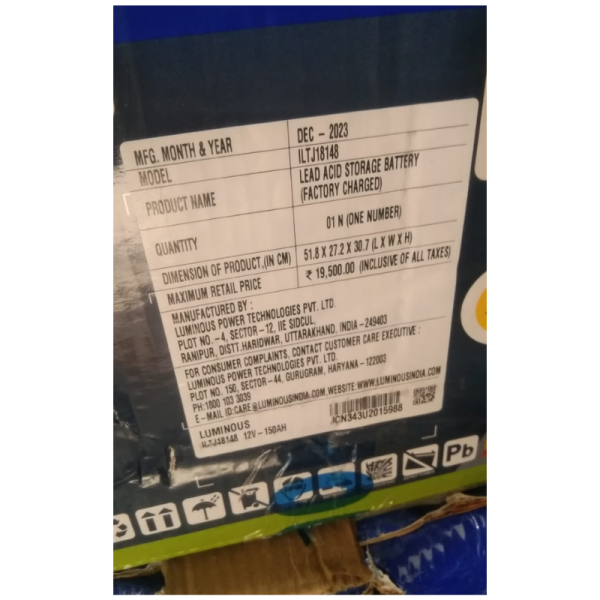 MFG. MONTH & YEAR DEC - 2023
MODEL ILTJ18148
PRODUCT NAME LEAD ACID STORAGE BATTERY
(FACTORY CHARGED)
QUANTITY 01 N (ONE NUMBER)
DIMENSION OF PRODUCT,(IN CM) 51.8 X 27.2 X 30.7 (L X W X H)
MAXIMUM RETAIL PRICE ₹ 19,500.00 (INCLUSIVE OF ALL TAXES)
MANUFACTURED BY :
LUMINOUS POWER TECHNOLOGIES PVT. LTD.
PLOT NO. -4, SECTOR-12, IIE SIDCUL,
RANIPUR, DISTT.HARIDWAR, UTTARAKHAND, INDIA-249403
FOR CONSUMER COMPLAINTS, CONTACT CUSTOMER CARE EXECUTIVE :
LUMINOUS POWER TECHNOLOGIES PVT. LTD.
PLOT NO. 150, SECTOR-44, GURUGRAM, HARYANA-122003
PH:1800 103 3039
E-MAIL ID:CARE@LUMINOUSINDIA.COM,WEBSITE:WWW.LUMINOUSINDIA.COM
LUMINOUS
ILTJ18148 12V-150AH
ICN343U2015988
Pb